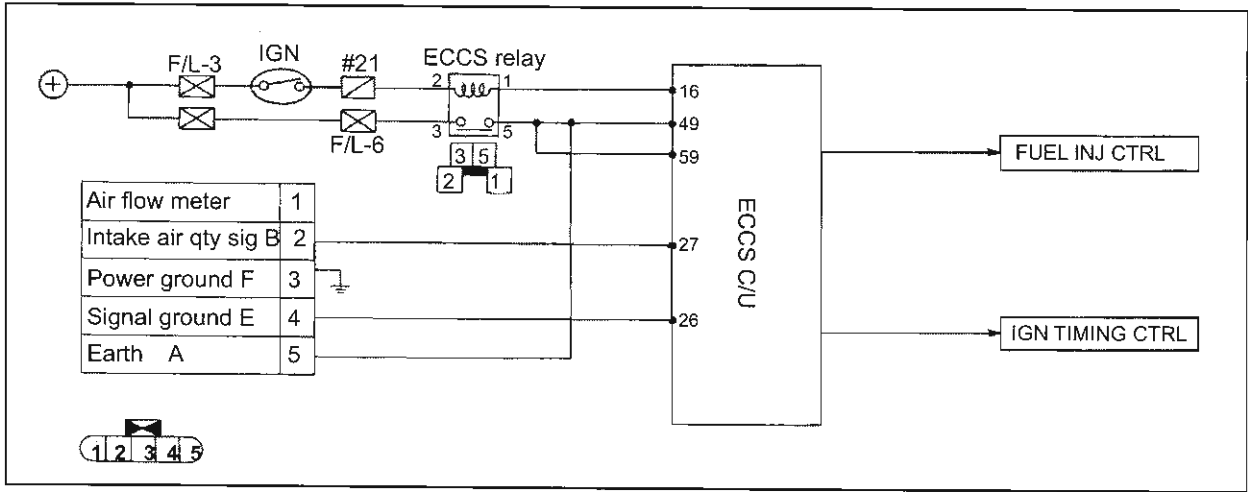 F/L-3
IGN
#21
ECCS relay
2
1
16
3
5
49
F/L-6
59
3 5
2 1
FUEL INJ CTRL
Air flow meter 1
Intake air qty sig B 2
27
Power ground F 3
Signal ground E 4
26
Earth A 5
ECCS C/U
IGN TIMING CTRL
1 2 3 4 5